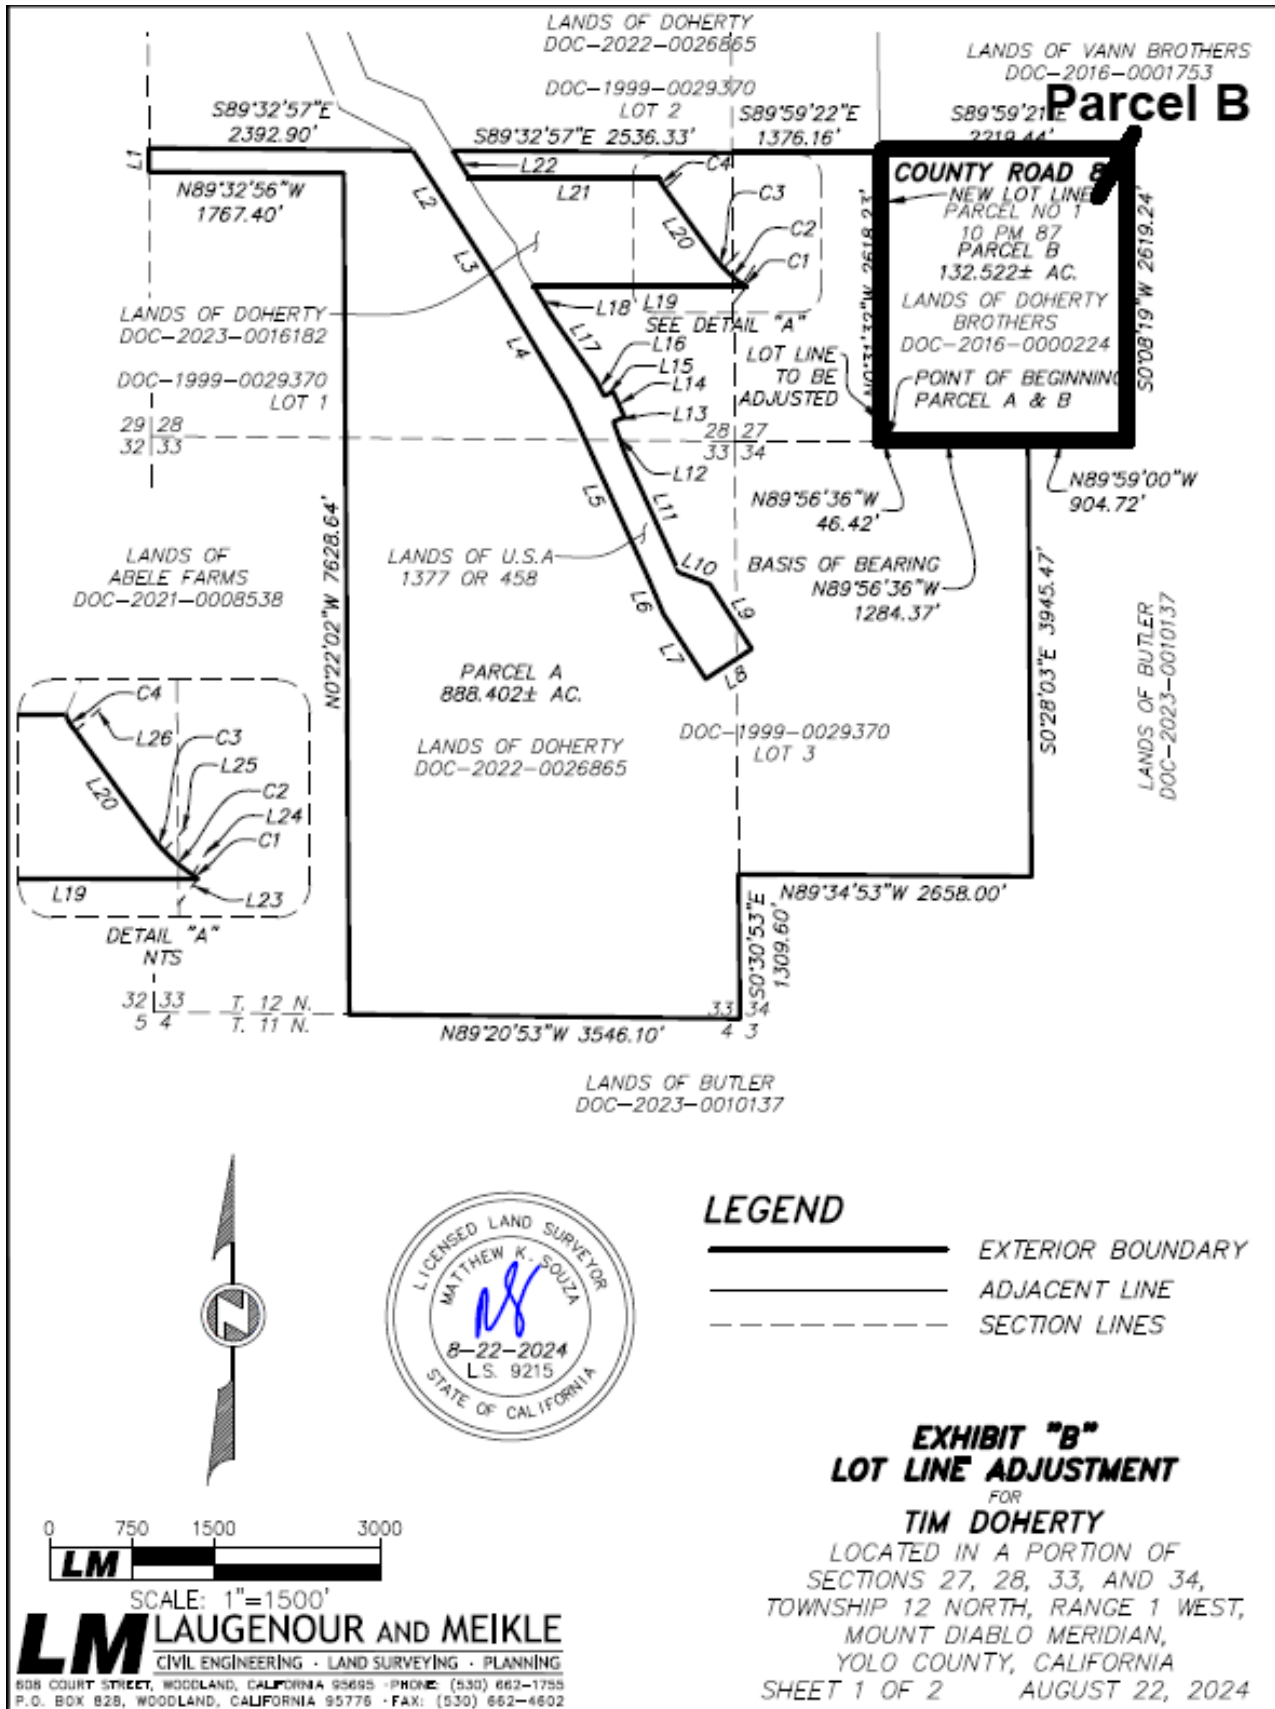 LANDS OF DOHERTY
DOC-2022-0026865
DOC-1999-0029370
LOT 2
LANDS OF VANN BROTHERS
DOC-2016-0001753
Parcel B
S89°32'57"E
2392.90'
S89°32'57"E 2536.33'
S89°59'22"E
1376.16'
S89°59'21"E
2219.44'
L1
N89°32'56"W
1767.40'
L2
L3
L4
L5
L6
L7
L8
L9
L10
L11
L12
L13
L14
L15
L16
L17
L18
L19
L20
L21
L22
C4
C3
C2
C1
SEE DETAIL "A"
COUNTY ROAD 8
NEW LOT LINE
PARCEL NO 1
10 PM 87
PARCEL B
132.522± AC.
LANDS OF DOHERTY
BROTHERS
DOC-2016-0000224
POINT OF BEGINNING
PARCEL A & B
N0°31'32"W 2618.23'
S0°08'19"W 2619.24'
LOT LINE
TO BE
ADJUSTED
LANDS OF DOHERTY
DOC-2023-0016182
DOC-1999-0029370
LOT 1
29 28
32 33
28 27
33 34
N89°56'36"W
46.42'
N89°59'00"W
904.72'
BASIS OF BEARING
N89°56'36"W
1284.37'
LANDS OF
ABELE FARMS
DOC-2021-0008538
N0°22'02"W 7628.64'
LANDS OF U.S.A
1377 OR 458
PARCEL A
888.402± AC.
LANDS OF DOHERTY
DOC-2022-0026865
DOC-1999-0029370
LOT 3
S0°28'03"E 3945.47'
LANDS OF BUTLER
DOC-2023-0010137
C4
L26
C3
L25
C2
L24
C1
L20
L19
L23
DETAIL "A"
NTS
N89°34'53"W 2658.00'
S0°30'53"E
1309.60'
32 33
5 4
T. 12 N.
T. 11 N.
33 34
4 3
N89°20'53"W 3546.10'
LANDS OF BUTLER
DOC-2023-0010137
N
LICENSED LAND SURVEYOR
MATTHEW K. SOUZA
8-22-2024
L.S. 9215
STATE OF CALIFORNIA
LEGEND
EXTERIOR BOUNDARY
ADJACENT LINE
SECTION LINES
EXHIBIT "B"
LOT LINE ADJUSTMENT
FOR
TIM DOHERTY
LOCATED IN A PORTION OF
SECTIONS 27, 28, 33, AND 34,
TOWNSHIP 12 NORTH, RANGE 1 WEST,
MOUNT DIABLO MERIDIAN,
YOLO COUNTY, CALIFORNIA
SHEET 1 OF 2 AUGUST 22, 2024
0 750 1500 3000
LM
SCALE: 1"=1500'
LM LAUGENOUR AND MEIKLE
CIVIL ENGINEERING · LAND SURVEYING · PLANNING
608 COURT STREET, WOODLAND, CALIFORNIA 95695 · PHONE: (530) 662-1755
P.O. BOX 828, WOODLAND, CALIFORNIA 95776 · FAX: (530) 662-4602